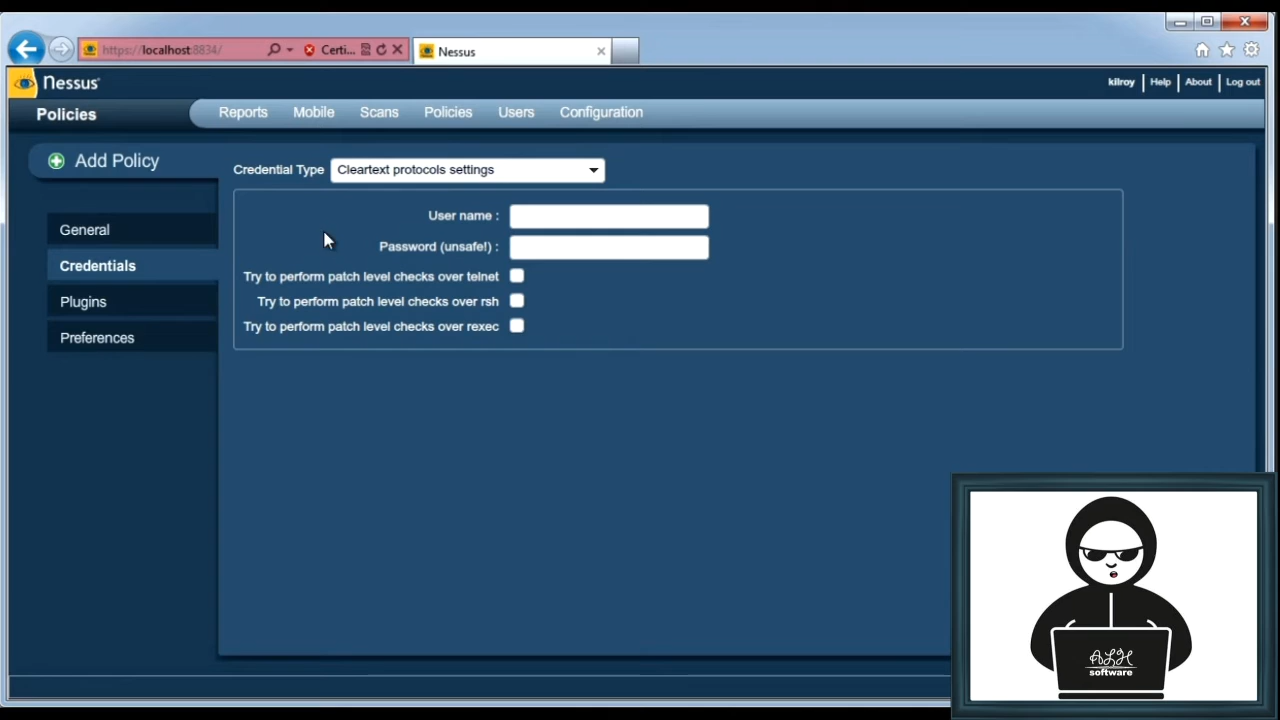 https://localhost:8834/
Certi...
Nessus
Nessus
kilroy
Help
About
Log out
Policies
Reports
Mobile
Scans
Policies
Users
Configuration
Add Policy
Credential Type
Cleartext protocols settings
General
User name :
Credentials
Password (unsafe!) :
Try to perform patch level checks over telnet
Plugins
Try to perform patch level checks over rsh
Try to perform patch level checks over rexec
Preferences
ALH
software